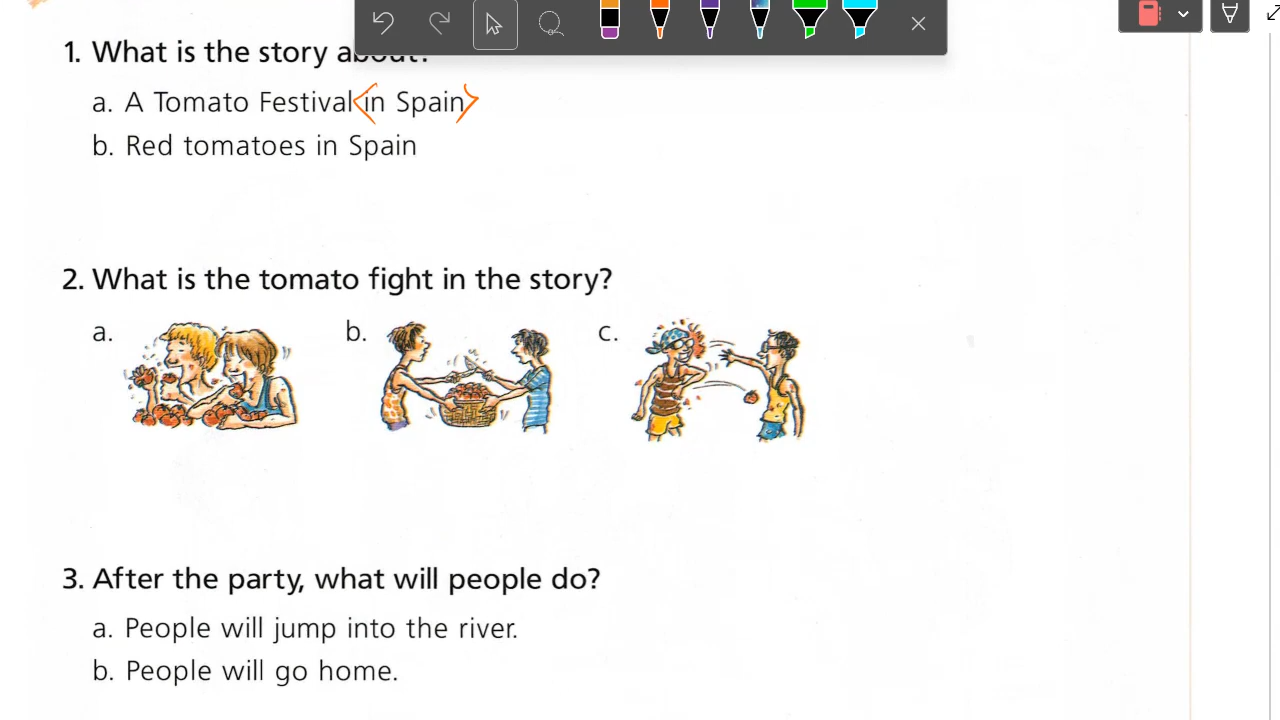 1. What is the story about?
a. A Tomato Festival in Spain
b. Red tomatoes in Spain
2. What is the tomato fight in the story?
a. b. c.
3. After the party, what will people do?
a. People will jump into the river.
b. People will go home.